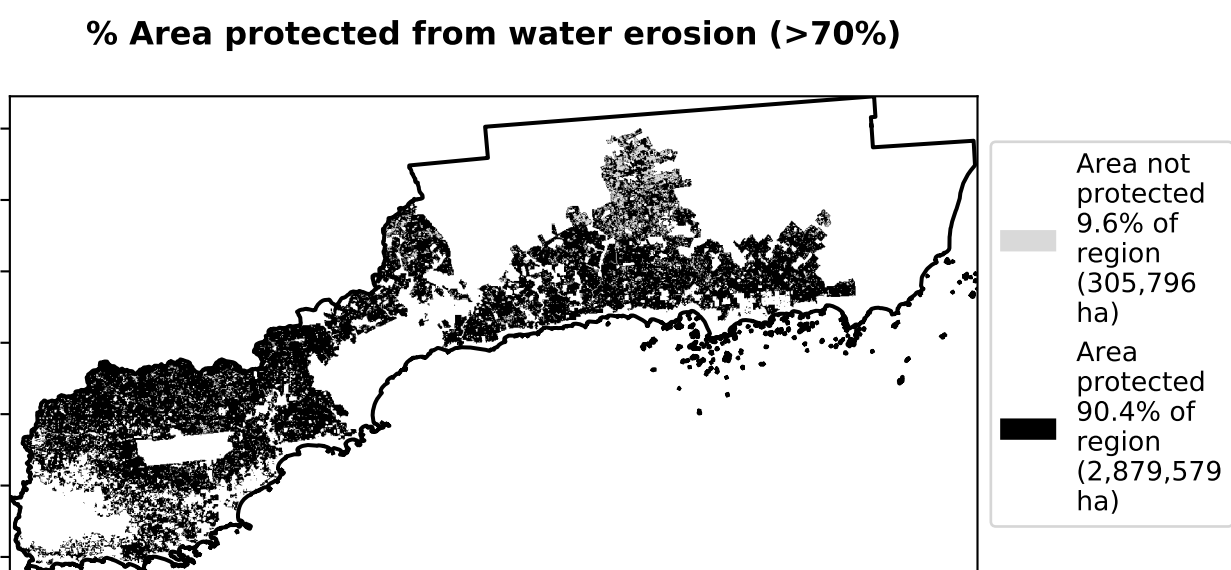 % Area protected from water erosion (>70%)
Area not
protected
9.6% of
region
(305,796
ha)
Area
protected
90.4% of
region
(2,879,579
ha)